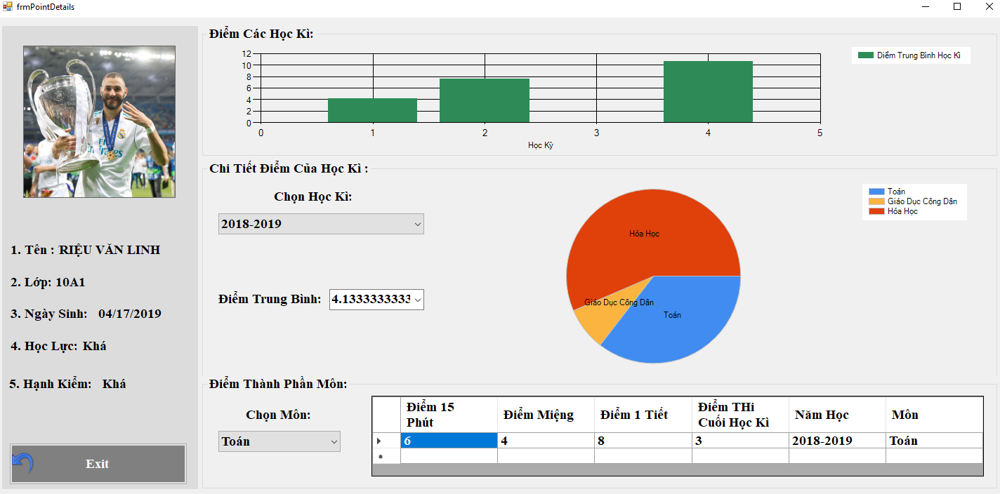 frmPointDetails
1. Tên : RIỆU VĂN LINH
2. Lớp: 10A1
3. Ngày Sinh: 04/17/2019
4. Học Lực: Khá
5. Hạnh Kiểm: Khá
Exit
Điểm Các Học Kì:
12
10
8
6
4
2
0
0 1 2 3 4 5
Học Kỳ
Điểm Trung Bình Học Kì
Chi Tiết Điểm Của Học Kì :
Chọn Học Kì:
2018-2019
Điểm Trung Bình: 4.1333333333
Hóa Học
Giáo Dục Công Dân
Toán
Toán
Giáo Dục Công Dân
Hóa Học
Điểm Thành Phần Môn:
Chọn Môn:
Toán
Điểm 15 Phút Điểm Miệng Điểm 1 Tiết Điểm THi Cuối Học Kì Năm Học Môn
6 4 8 3 2018-2019 Toán